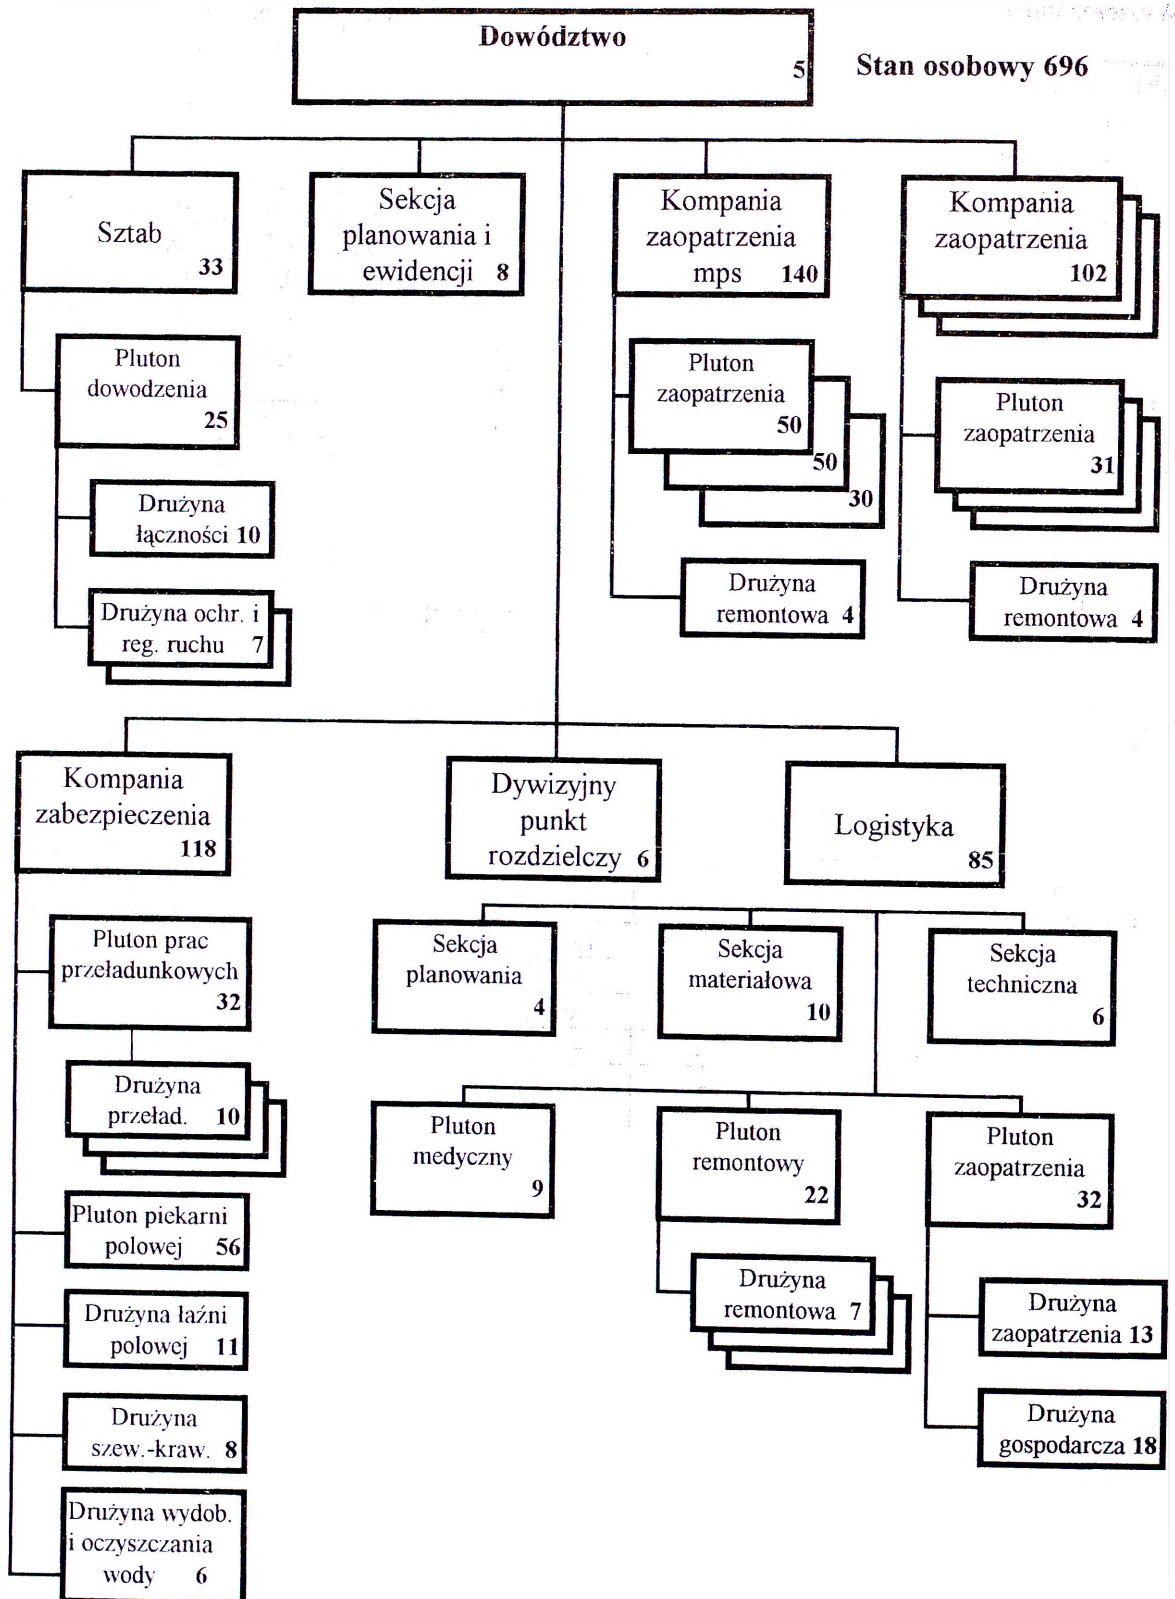 Dowództwo
5
Stan osobowy 696
Sztab
33
Sekcja
planowania i
ewidencji 8
Kompania
zaopatrzenia
mps 140
Kompania
zaopatrzenia
102
Pluton
dowodzenia
25
Drużyna
łączności 10
Drużyna ochr. i
reg. ruchu 7
Pluton
zaopatrzenia
50
50
30
Drużyna
remontowa 4
Pluton
zaopatrzenia
31
Drużyna
remontowa 4
Kompania
zabezpieczenia
118
Dywizyjny
punkt
rozdzielczy 6
Logistyka
85
Pluton prac
przeładunkowych
32
Drużyna
przeład. 10
Pluton piekarni
polowej 56
Drużyna łaźni
polowej 11
Drużyna
szew.-kraw. 8
Drużyna wydob.
i oczyszczania
wody 6
Sekcja
planowania
4
Sekcja
materiałowa
10
Sekcja
techniczna
6
Pluton
medyczny
9
Pluton
remontowy
22
Pluton
zaopatrzenia
32
Drużyna
remontowa 7
Drużyna
zaopatrzenia 13
Drużyna
gospodarcza 18